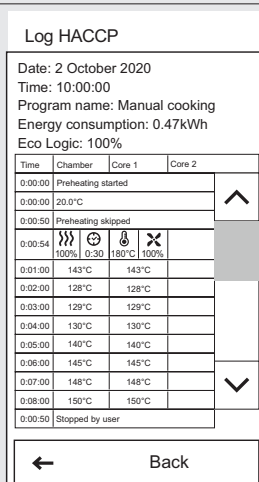 Log HACCP
Date: 2 October 2020
Time: 10:00:00
Program name: Manual cooking
Energy consumption: 0.47kWh
Eco Logic: 100%
Time Chamber Core 1 Core 2
0:00:00 Preheating started
0:00:00 20.0°C
0:00:50 Preheating skipped
0:00:54 100% 0:30 180°C 100%
0:01:00 143°C 143°C
0:02:00 128°C 128°C
0:03:00 129°C 129°C
0:04:00 130°C 130°C
0:05:00 140°C 140°C
0:06:00 145°C 145°C
0:07:00 148°C 148°C
0:08:00 150°C 150°C
0:00:50 Stopped by user
Back